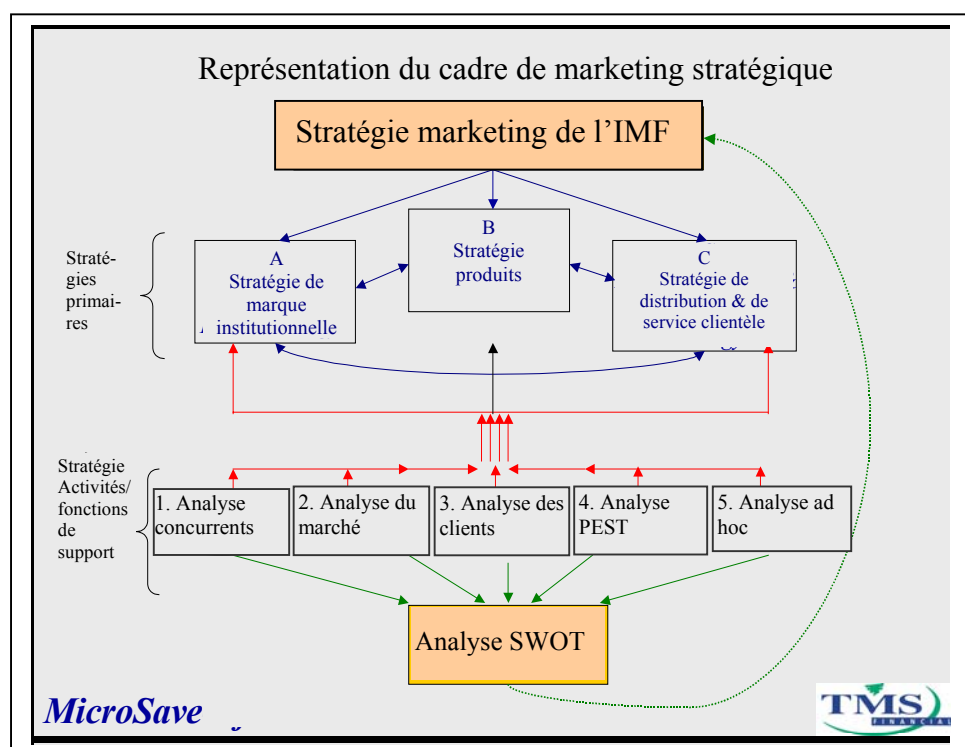 Représentation du cadre de marketing stratégique
Stratégie marketing de l’IMF
Straté-
gies
primai-
res
A
Stratégie de
marque
institutionnelle
B
Stratégie
produits
C
Stratégie de
distribution & de
service clientèle
Stratégie
Activités/
fonctions
de
support
1. Analyse
concurrents
2. Analyse du
marché
3. Analyse des
clients
4. Analyse
PEST
5. Analyse ad
hoc
Analyse SWOT
MicroSave
TMS
FINANCIAL